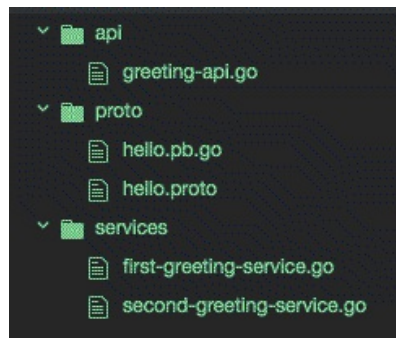 api
greeting-api.go
proto
hello.pb.go
hello.proto
services
first-greeting-service.go
second-greeting-service.go